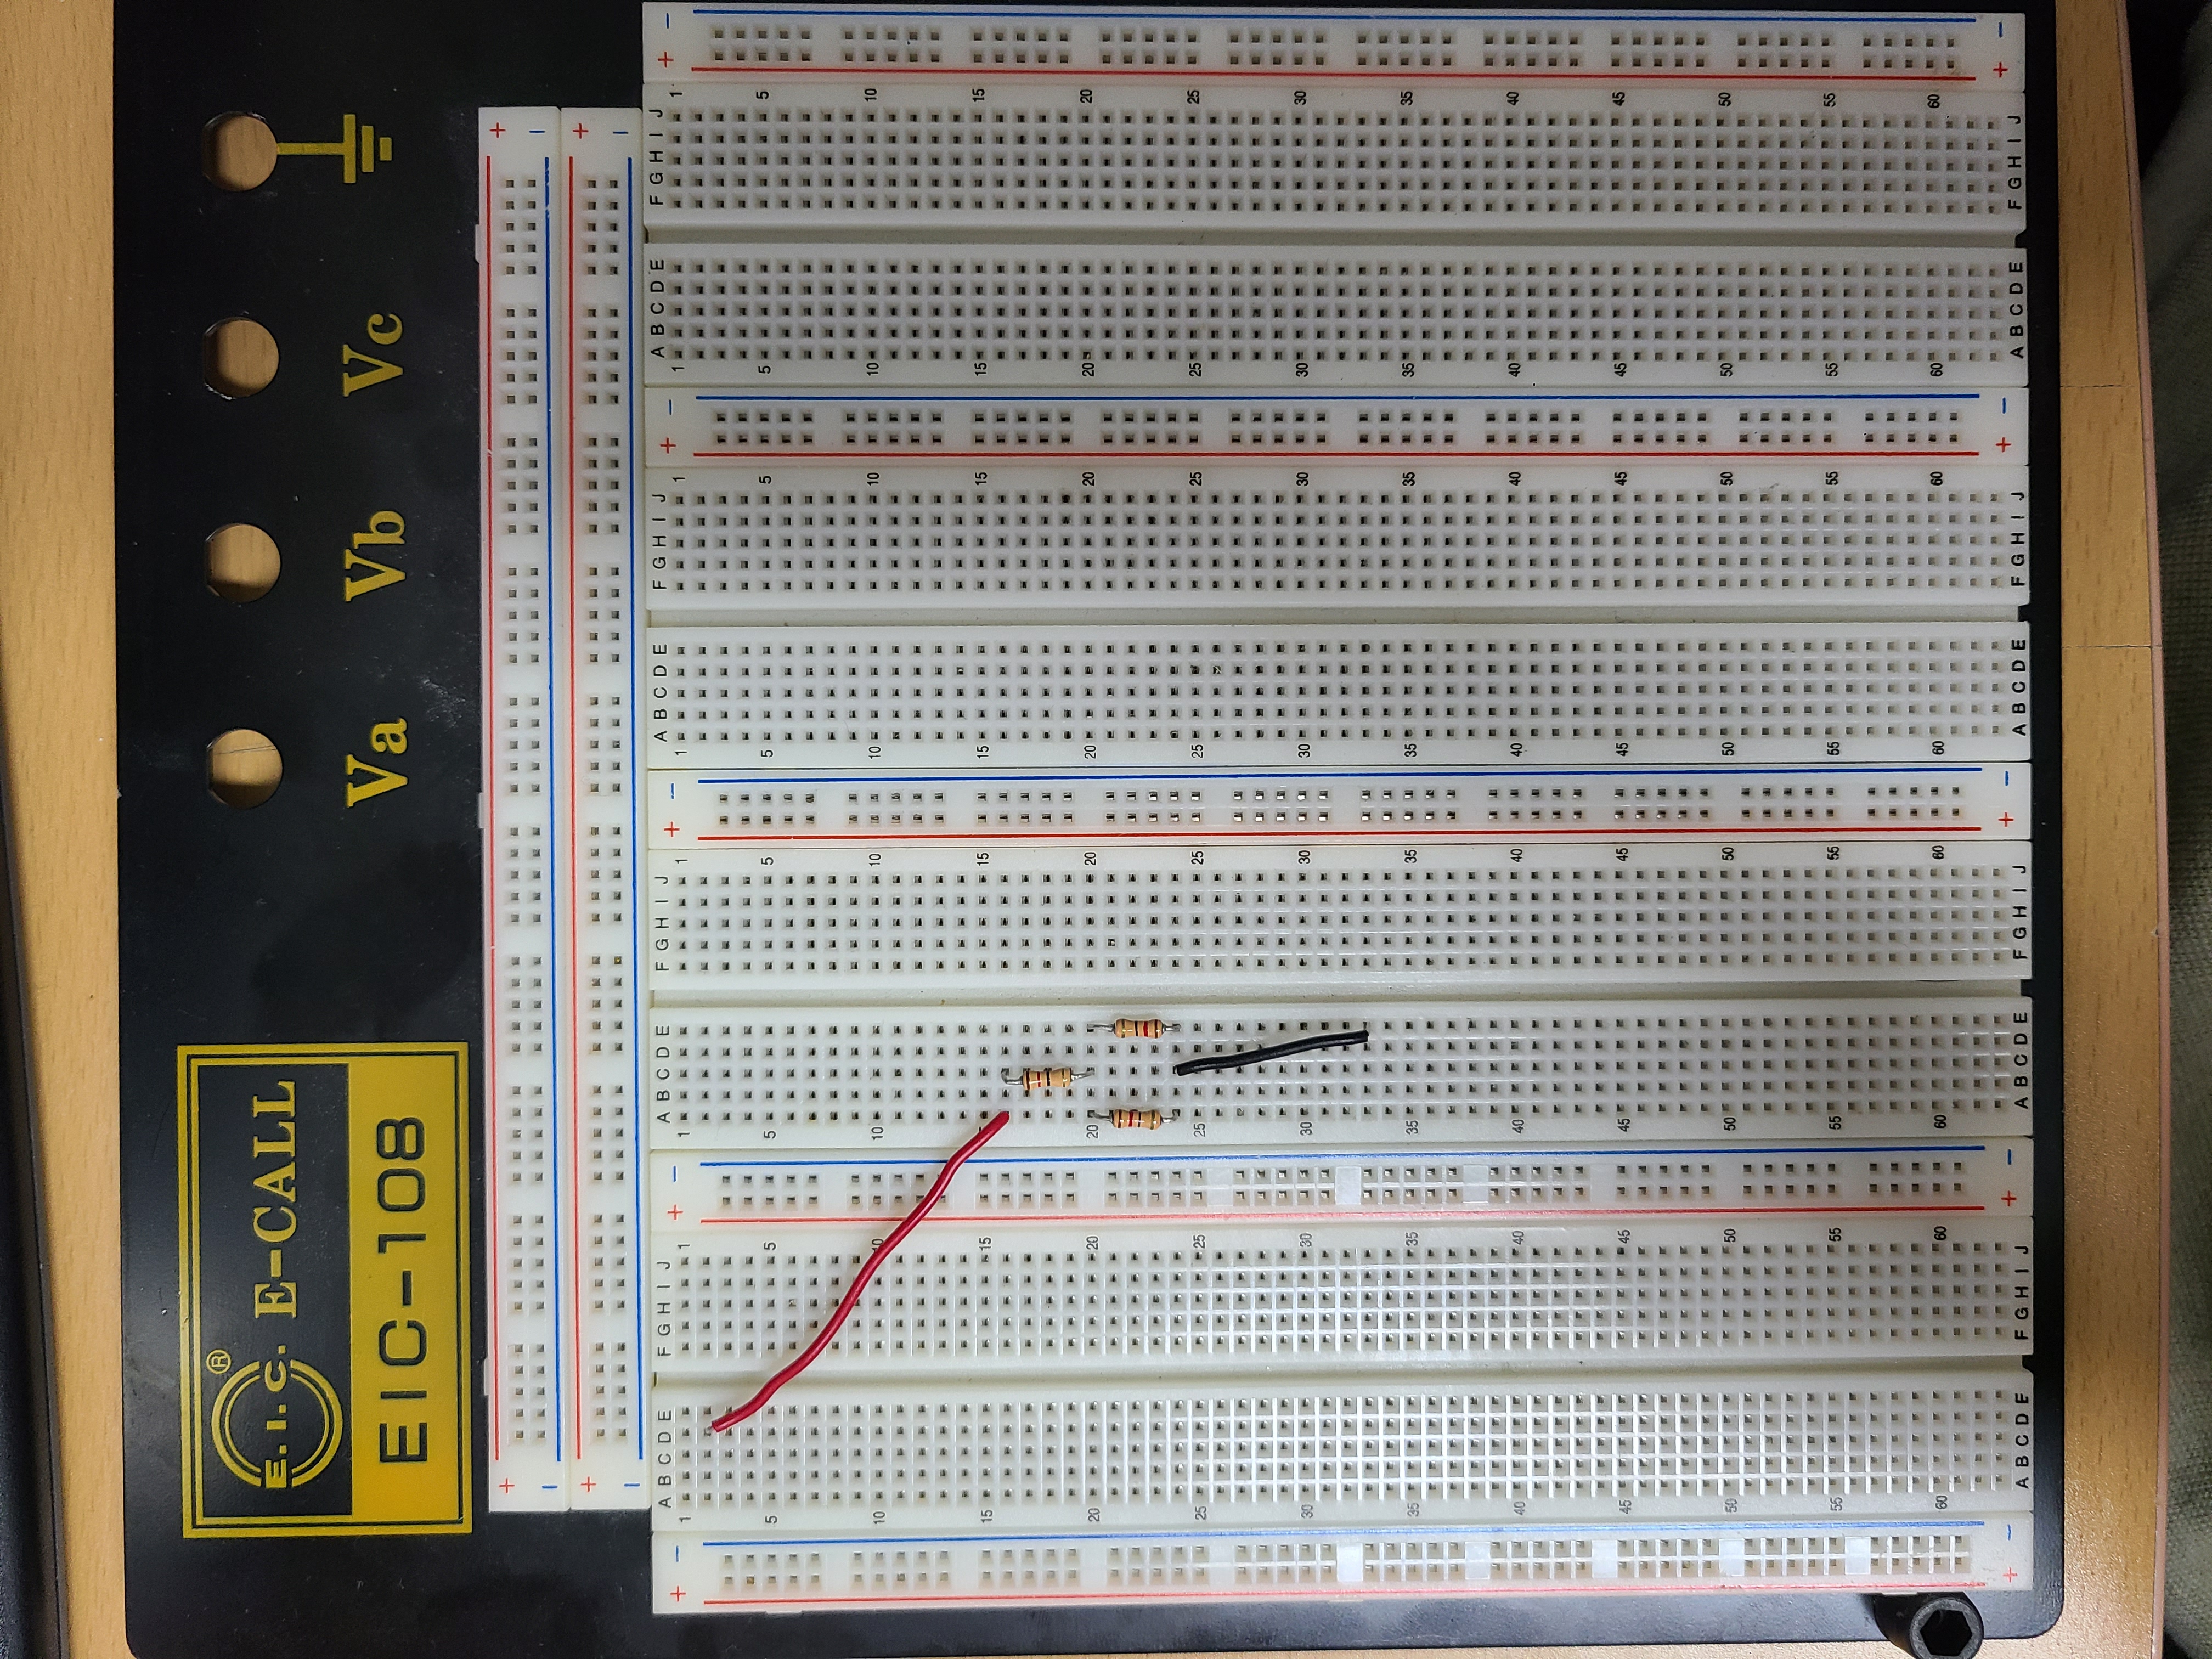 E.I.C. ® E-CALL
EIC-108
Va Vb Vc
+ +
− −
+ +
− −
+ − A B C D E F G H I J + − A B C D E F G H I J + − A B C D E F G H I J + − A B C D E F G H I J + −
1 1 1 1 1 1 1 1
5 5 5 5 5 5 5 5
10 10 10 10 10 10 10 10
15 15 15 15 15 15 15 15
20 20 20 20 20 20 20 20
25 25 25 25 25 25 25 25
30 30 30 30 30 30 30 30
35 35 35 35 35 35 35 35
40 40 40 40 40 40 40 40
45 45 45 45 45 45 45 45
50 50 50 50 50 50 50 50
55 55 55 55 55 55 55 55
60 60 60 60 60 60 60 60
+ − A B C D E F G H I J + − A B C D E F G H I J + − A B C D E F G H I J + − A B C D E F G H I J + −